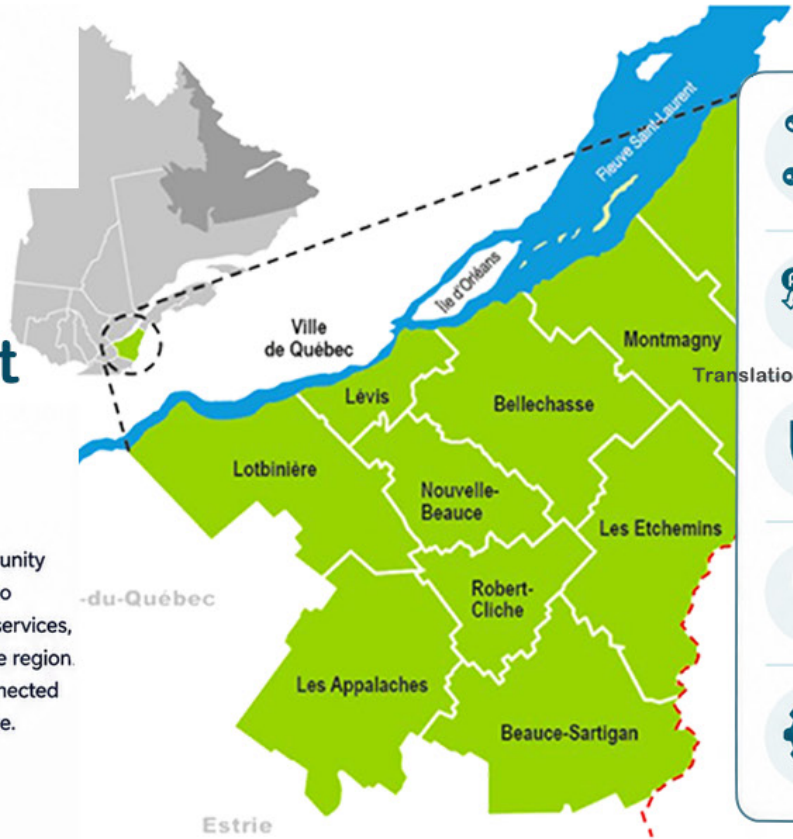 Fleuve Saint-Laurent
Île d'Orléans
Ville
de Québec
Montmagny
Lévis
Bellechasse
Lotbinière
Nouvelle-
Beauce
Les Etchemins
-du-Québec
Robert-
Cliche
Les Appalaches
Beauce-Sartigan
Estrie
t
unity
o
services,
e region.
nected
e.
Translatio